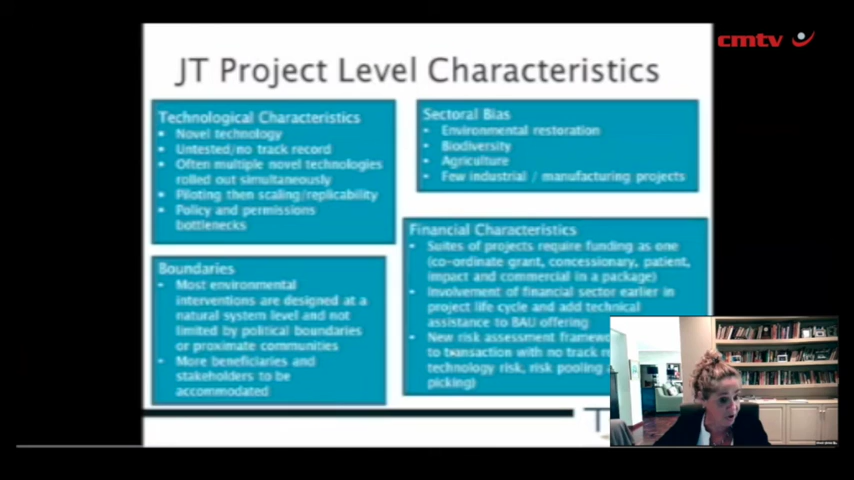 cmtv
JT Project Level Characteristics
Technological Characteristics
• Novel technology
• Untested/no track record
• Often multiple novel technologies
rolled out simultaneously
• Piloting then scaling/replicability
• Policy and permissions
bottlenecks
Sectoral Bias
• Environmental restoration
• Biodiversity
• Agriculture
• Few industrial / manufacturing projects
Boundaries
• Most environmental
interventions are designed at a
natural system level and not
limited by political boundaries
or proximate communities
• More beneficiaries and
stakeholders to be
accommodated
Financial Characteristics
• Suites of projects require funding as one
(co-ordinate grant, concessionary, patient,
impact and commercial in a package)
• Involvement of financial sector earlier in
project life cycle and add technical
assistance to BAU offering
• New risk assessment
to transaction with no track
technology risk, risk pooling
picking)